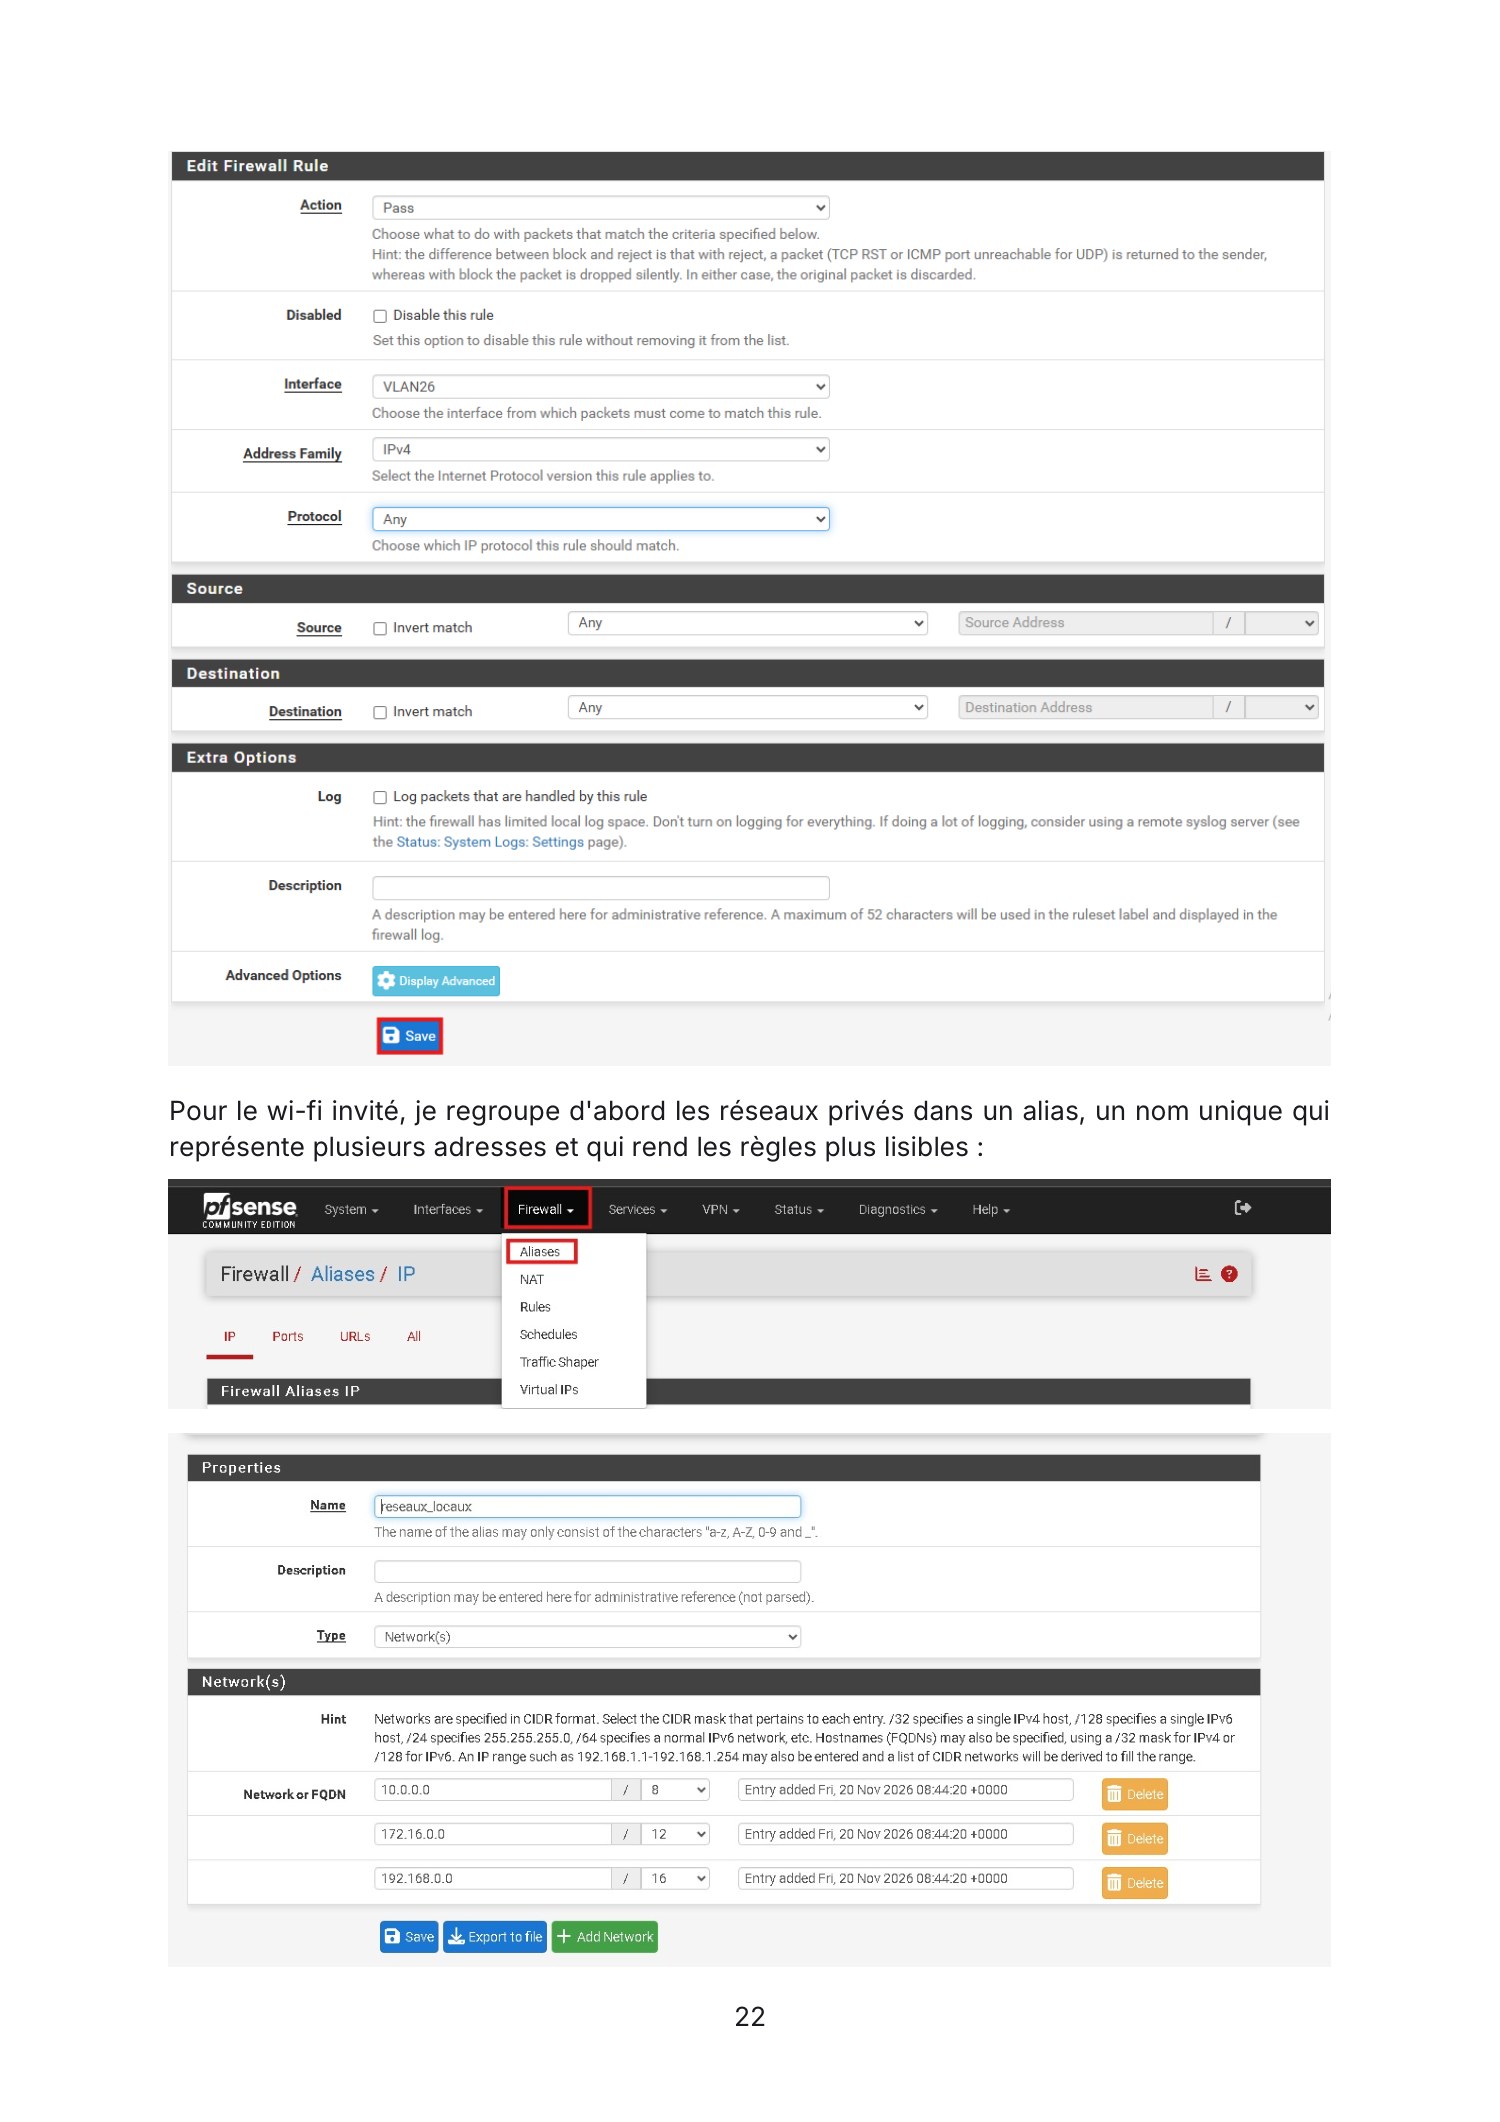 Edit Firewall Rule
Action
Pass
Choose what to do with packets that match the criteria specified below.
Hint: the difference between block and reject is that with reject, a packet (TCP RST or ICMP port unreachable for UDP) is returned to the sender,
whereas with block the packet is dropped silently. In either case, the original packet is discarded.
Disabled
Disable this rule
Set this option to disable this rule without removing it from the list.
Interface
VLAN26
Choose the interface from which packets must come to match this rule.
Address Family
IPv4
Select the Internet Protocol version this rule applies to.
Protocol
Any
Choose which IP protocol this rule should match.
Source
Source Invert match Any Source Address /
Destination
Destination Invert match Any Destination Address /
Extra Options
Log
Log packets that are handled by this rule
Hint: the firewall has limited local log space. Don't turn on logging for everything. If doing a lot of logging, consider using a remote syslog server (see
the Status: System Logs: Settings page).
Description
A description may be entered here for administrative reference. A maximum of 52 characters will be used in the ruleset label and displayed in the
firewall log.
Advanced Options
Display Advanced
Save
Pour le wi-fi invité, je regroupe d'abord les réseaux privés dans un alias, un nom unique qui
représente plusieurs adresses et qui rend les règles plus lisibles :
pfsense System Interfaces Firewall Services VPN Status Diagnostics Help
COMMUNITY EDITION
Aliases
Firewall / Aliases / IP
NAT
Rules
IP Ports URLs All
Schedules
Traffic Shaper
Virtual IPs
Firewall Aliases IP
Properties
Name
reseaux_locaux
The name of the alias may only consist of the characters "a-z, A-Z, 0-9 and _".
Description
A description may be entered here for administrative reference (not parsed).
Type
Network(s)
Network(s)
Hint
Networks are specified in CIDR format. Select the CIDR mask that pertains to each entry. /32 specifies a single IPv4 host, /128 specifies a single IPv6
host, /24 specifies 255.255.255.0, /64 specifies a normal IPv6 network, etc. Hostnames (FQDNs) may also be specified, using a /32 mask for IPv4 or
/128 for IPv6. An IP range such as 192.168.1.1-192.168.1.254 may also be entered and a list of CIDR networks will be derived to fill the range.
Network or FQDN 10.0.0.0 / 8 Entry added Fri, 20 Nov 2026 08:44:20 +0000 Delete
172.16.0.0 / 12 Entry added Fri, 20 Nov 2026 08:44:20 +0000 Delete
192.168.0.0 / 16 Entry added Fri, 20 Nov 2026 08:44:20 +0000 Delete
Save Export to file Add Network
22